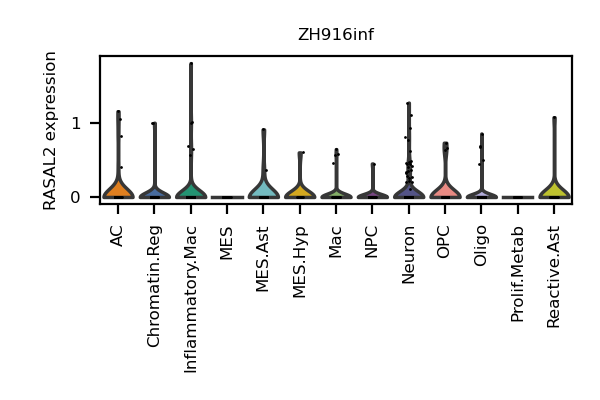 ZH916inf
RASAL2 expression
1
0
AC
Chromatin.Reg
Inflammatory.Mac
MES
MES.Ast
MES.Hyp
Mac
NPC
Neuron
OPC
Oligo
Prolif.Metab
Reactive.Ast